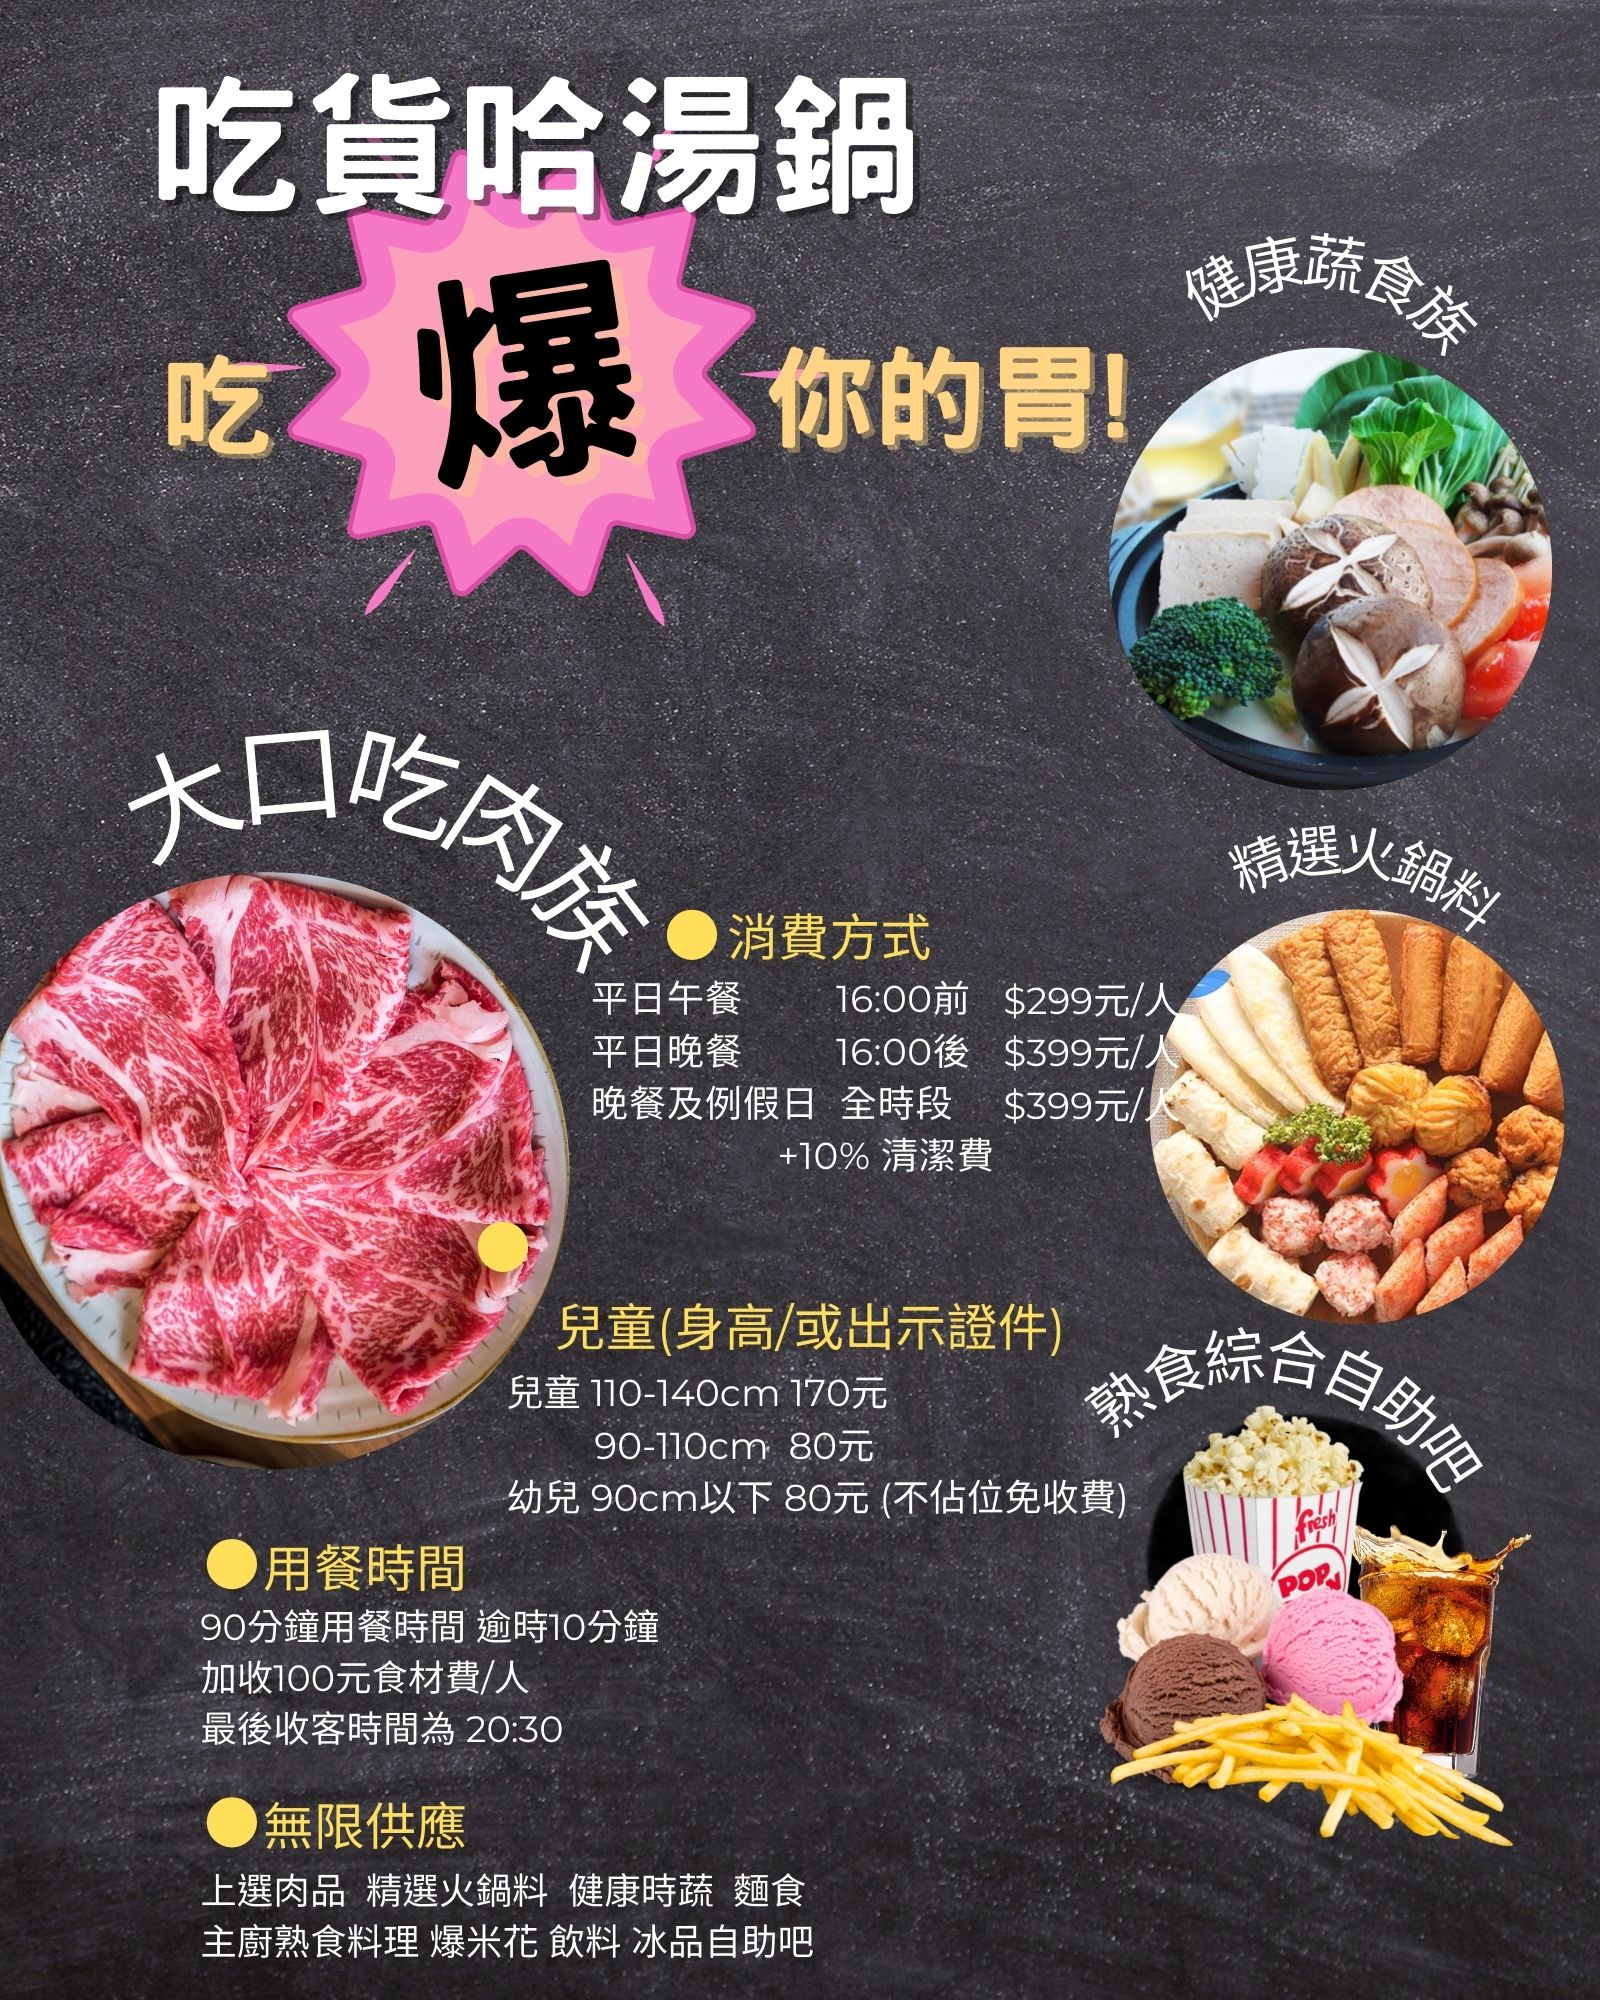 吃貨哈湯鍋
吃爆你的胃!
健康蔬食族
大口吃肉族
精選火鍋料
●消費方式
平日午餐 16:00前 $299元/人
平日晚餐 16:00後 $399元/人
晚餐及例假日 全時段 $399元/人
+10% 清潔費
兒童(身高/或出示證件)
兒童 110-140cm 170元
90-110cm 80元
幼兒 90cm以下 80元 (不佔位免收費)
熟食綜合自助吧
fresh
POP
●用餐時間
90分鐘用餐時間 逾時10分鐘
加收100元食材費/人
最後收客時間為 20:30
●無限供應
上選肉品 精選火鍋料 健康時蔬 麵食
主廚熟食料理 爆米花 飲料 冰品自助吧